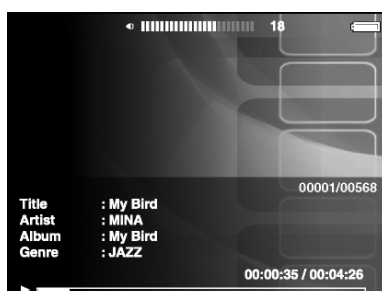 18
00001/00568
Title : My Bird
Artist : MINA
Album : My Bird
Genre : JAZZ
00:00:35 / 00:04:26